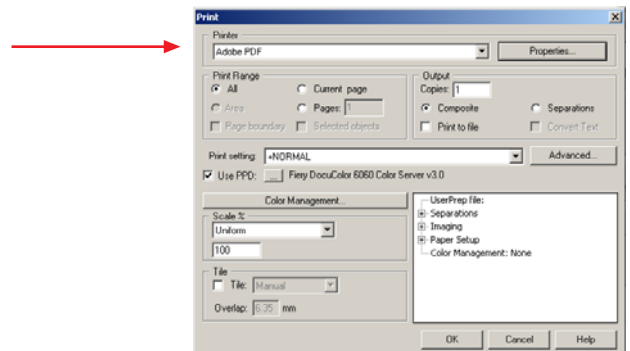 Print
Printer
Adobe PDF
Properties...
Print Range
All
Current page
Area
Pages: 1
Page boundary
Selected objects
Output
Copies: 1
Composite
Separations
Print to file
Convert Text
Print setting: +NORMAL
Advanced...
Use PPD: ... Fiery DocuColor 6060 Color Server v3.0
Color Management...
Scale %
Uniform
100
Tile
Tile: Manual
Overlap: 6.35 mm
UserPrep file:
Separations
Imaging
Paper Setup
Color Management: None
OK
Cancel
Help